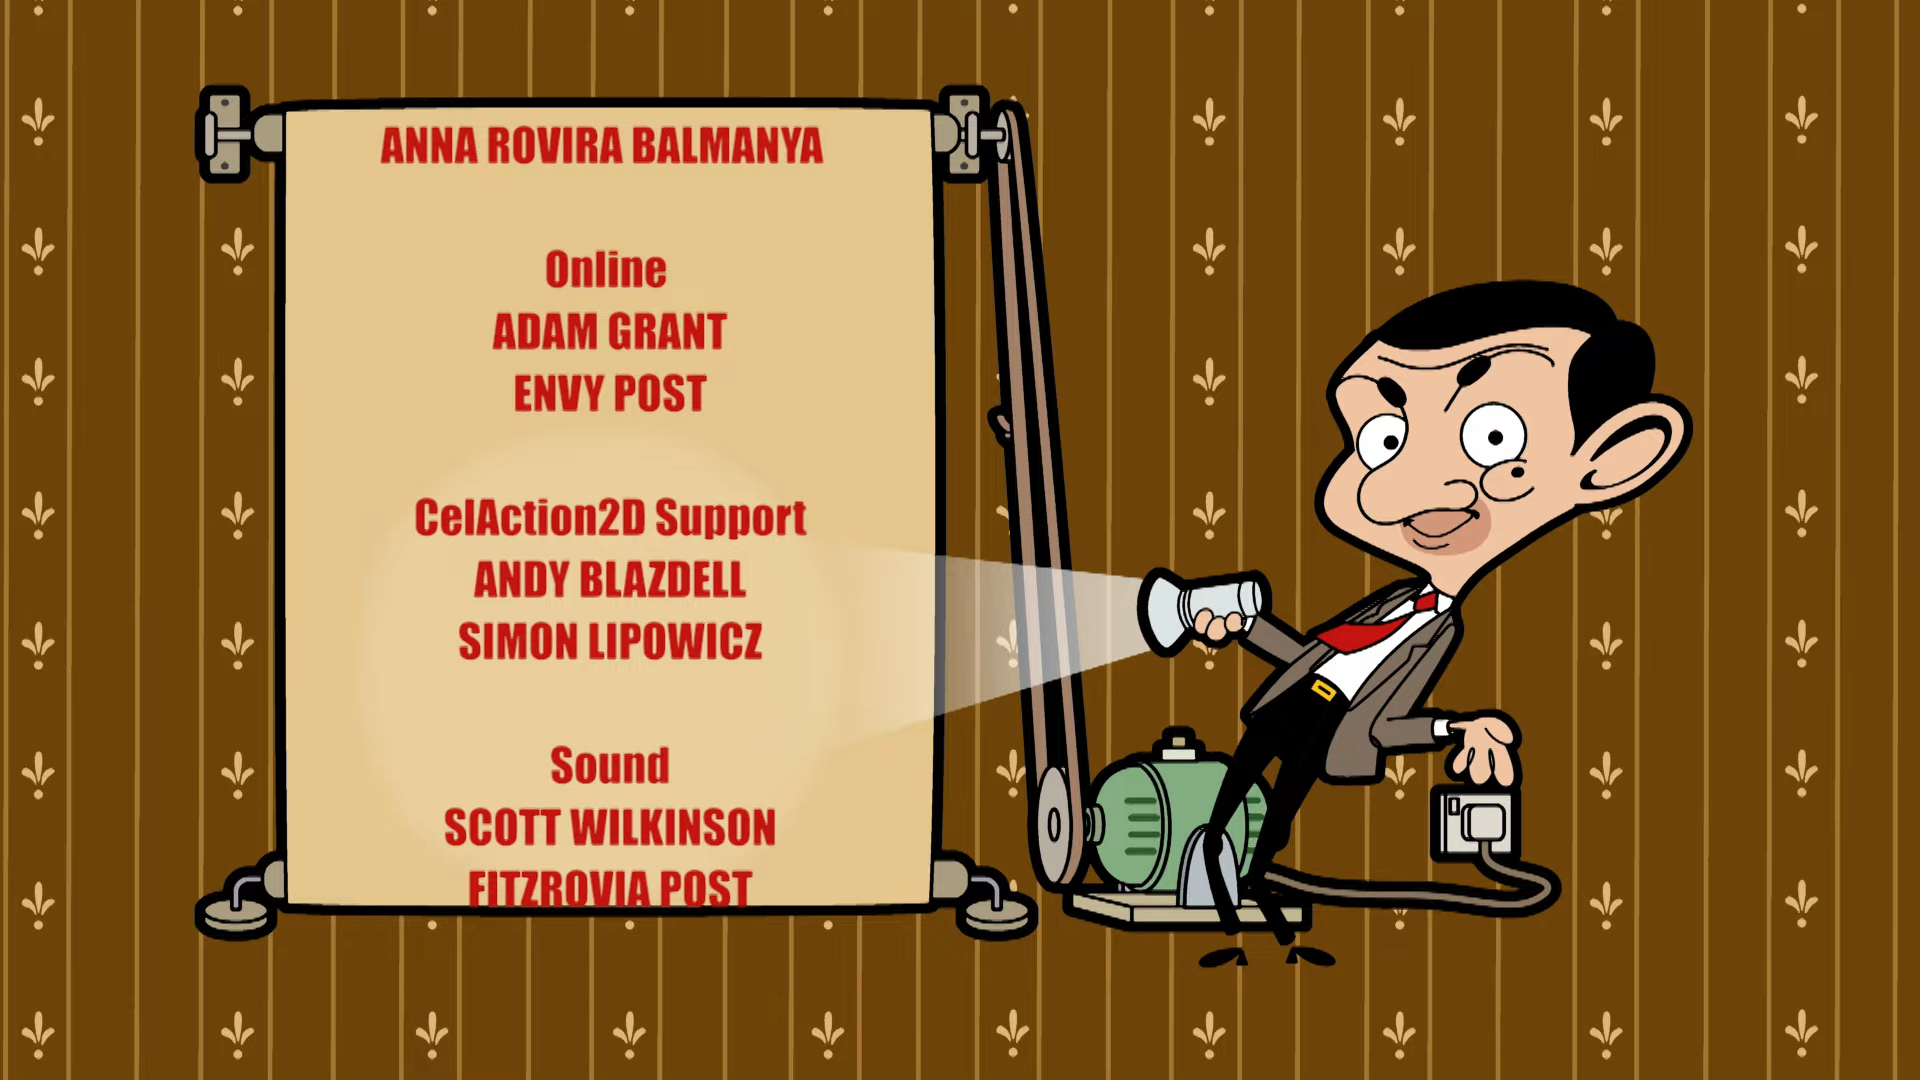 ANNA ROVIRA BALMANYA
Online
ADAM GRANT
ENVY POST
CelAction2D Support
ANDY BLAZDELL
SIMON LIPOWICZ
Sound
SCOTT WILKINSON
FITZROVIA POST